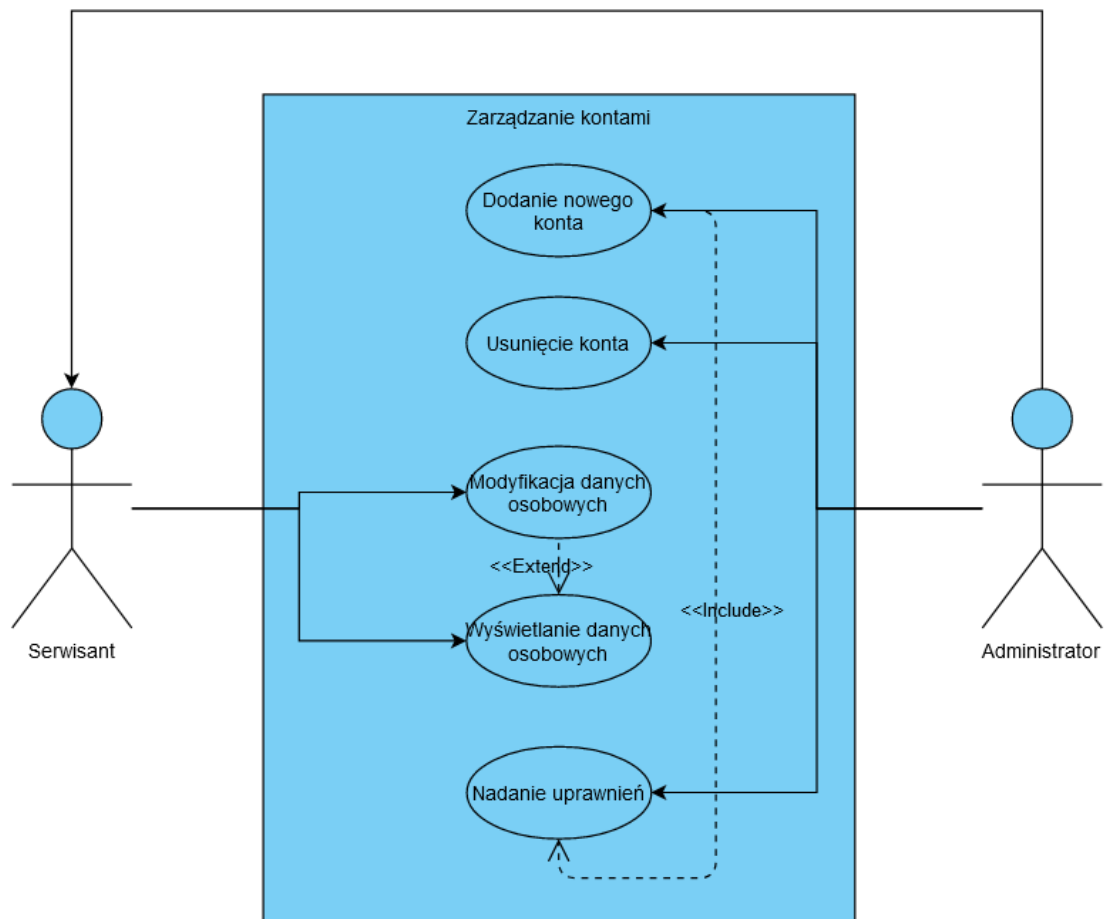 Zarządzanie kontami
Dodanie nowego
konta
Usunięcie konta
Modyfikacja danych
osobowych
<<Extend>>
<<Include>>
Wyświetlanie danych
osobowych
Serwisant
Administrator
Nadanie uprawnień